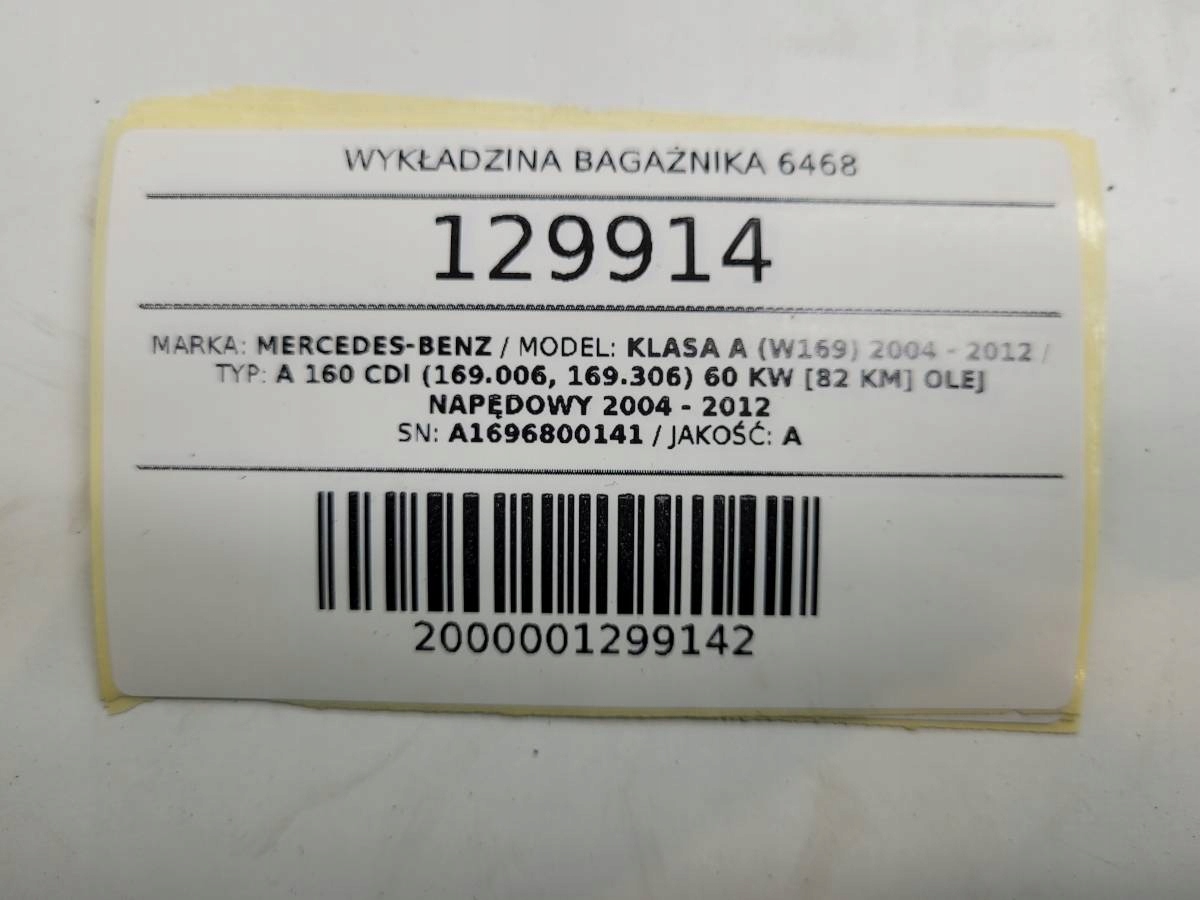 WYKŁADZINA BAGAŻNIKA 6468
129914
MARKA: MERCEDES-BENZ / MODEL: KLASA A (W169) 2004 - 2012 /
TYP: A 160 CDI (169.006, 169.306) 60 KW [82 KM] OLEJ
NAPĘDOWY 2004 - 2012
SN: A1696800141 / JAKOŚĆ: A
2000001299142